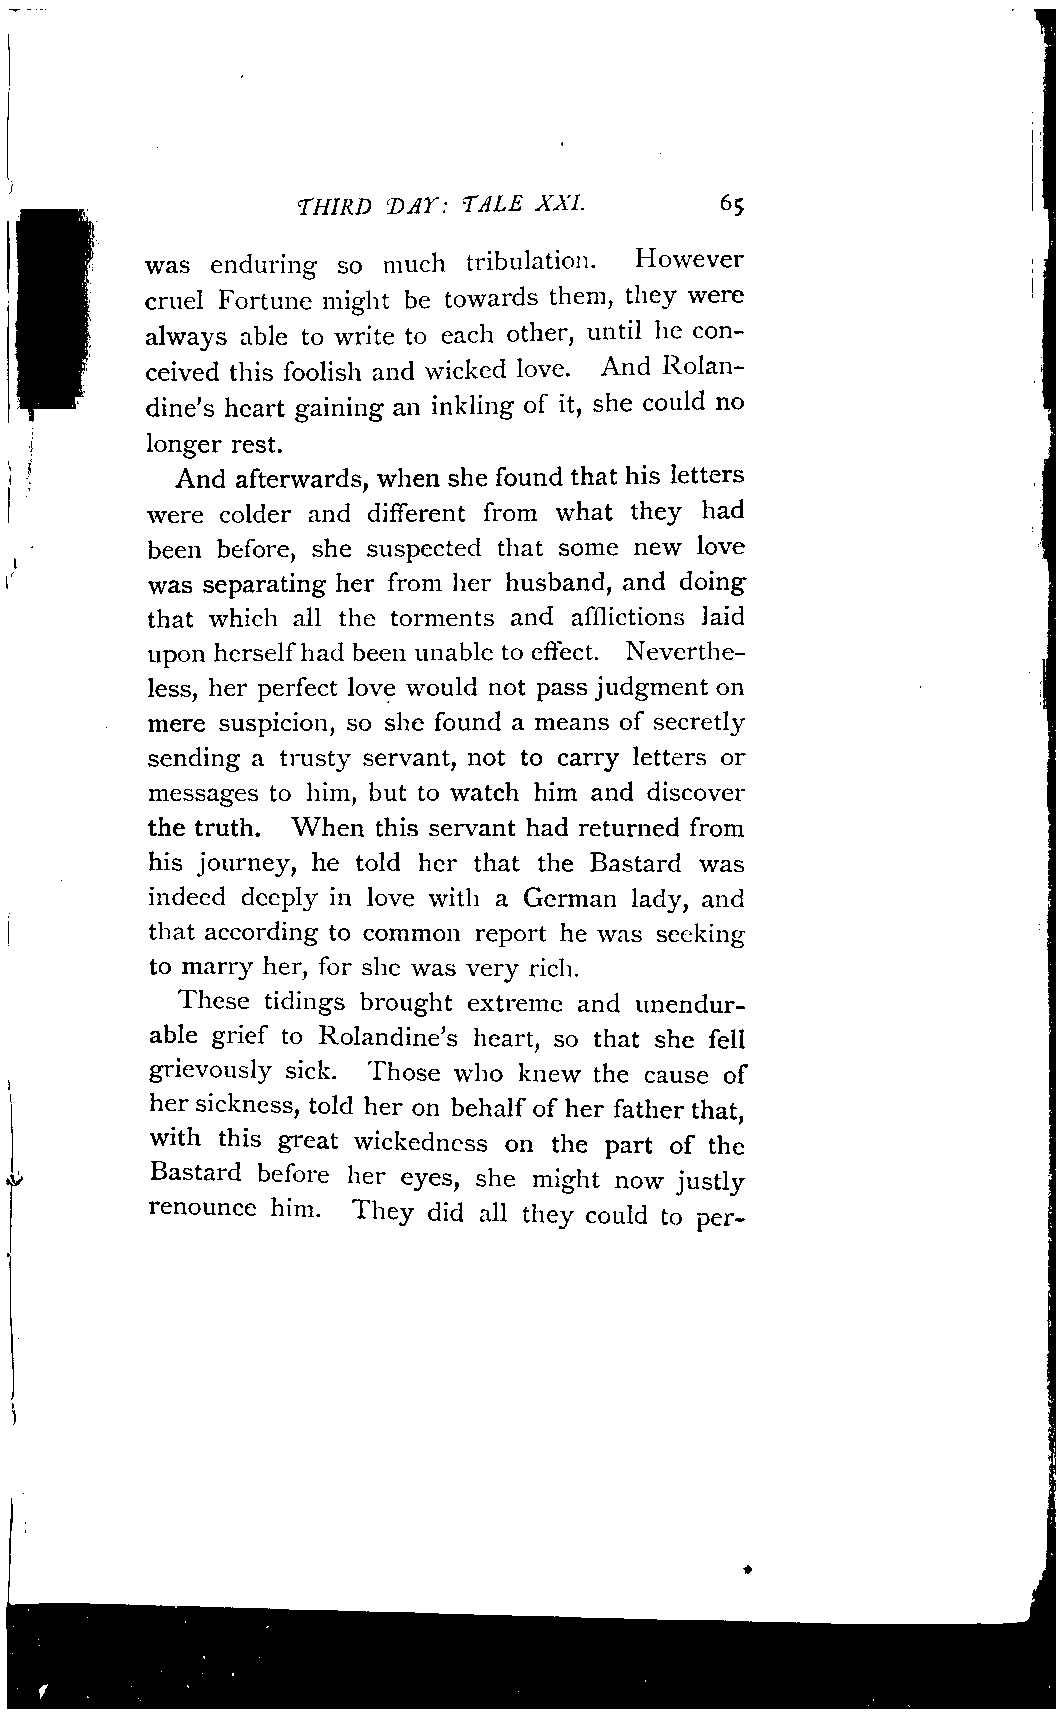 THIRD DAY: TALE XXI. 65
was enduring so much tribulation. However
cruel Fortune might be towards them, they were
always able to write to each other, until he con-
ceived this foolish and wicked love. And Rolan-
dine's heart gaining an inkling of it, she could no
longer rest.
And afterwards, when she found that his letters
were colder and different from what they had
been before, she suspected that some new love
was separating her from her husband, and doing
that which all the torments and afflictions laid
upon herself had been unable to effect. Neverthe-
less, her perfect love would not pass judgment on
mere suspicion, so she found a means of secretly
sending a trusty servant, not to carry letters or
messages to him, but to watch him and discover
the truth. When this servant had returned from
his journey, he told her that the Bastard was
indeed deeply in love with a German lady, and
that according to common report he was seeking
to marry her, for she was very rich.
These tidings brought extreme and unendur-
able grief to Rolandine's heart, so that she fell
grievously sick. Those who knew the cause of
her sickness, told her on behalf of her father that,
with this great wickedness on the part of the
Bastard before her eyes, she might now justly
renounce him. They did all they could to per-